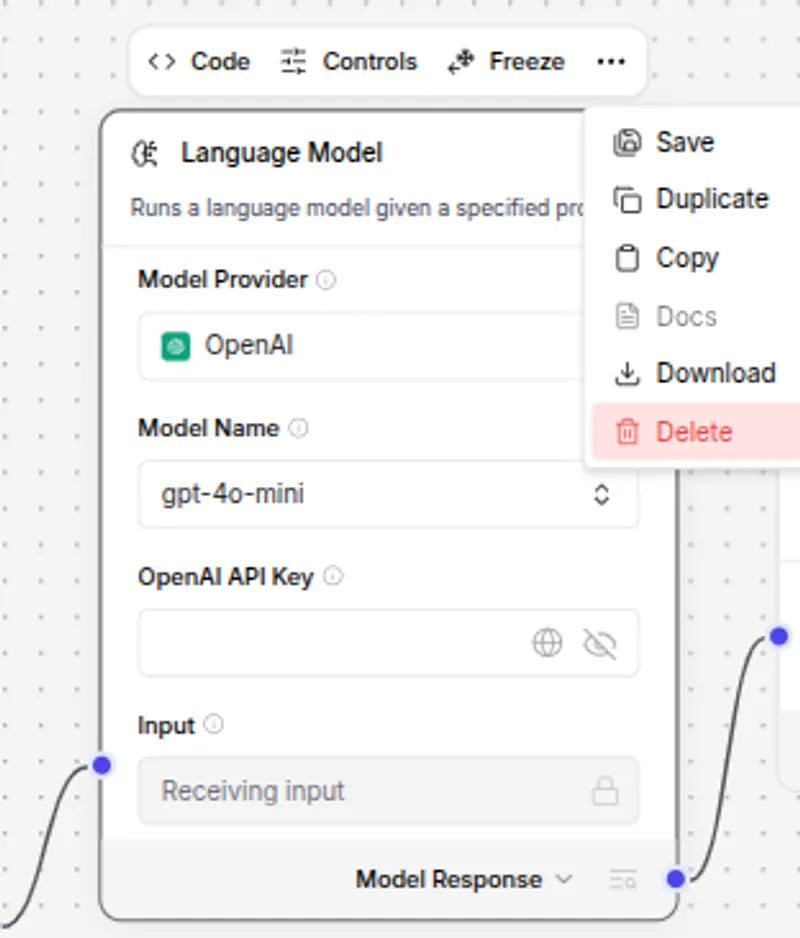 Code Controls Freeze
Language Model
Runs a language model given a specified
Save
Duplicate
Copy
Docs
Download
Delete
Model Provider
OpenAI
Model Name
gpt-4o-mini
OpenAI API Key
Input
Receiving input
Model Response